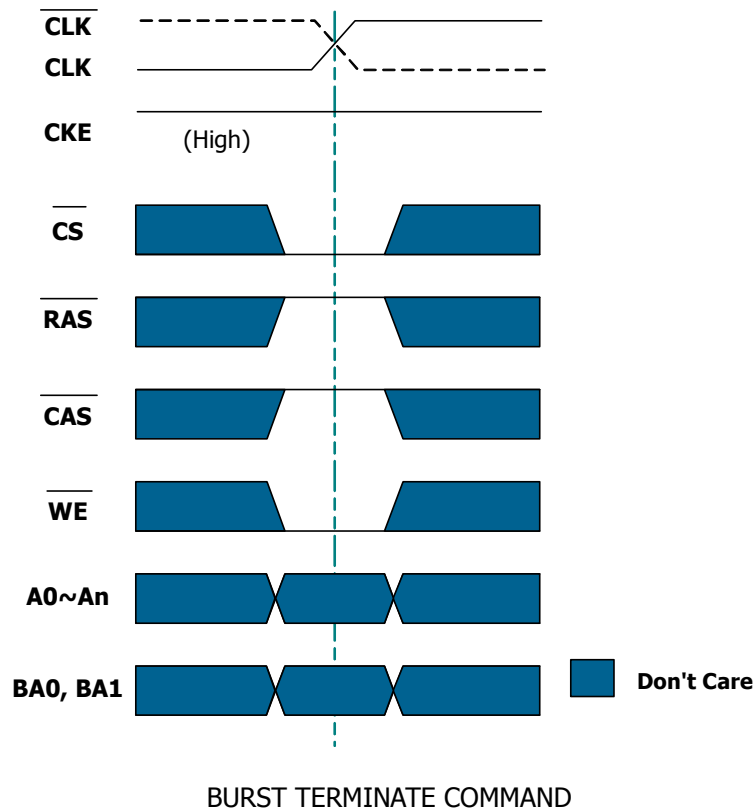 CLK
CLK
CKE
(High)
CS
RAS
CAS
WE
A0~An
BA0, BA1
Don't Care
BURST TERMINATE COMMAND